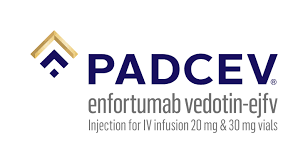 PADCEV®
enfortumab vedotin-ejfv
Injection for IV infusion 20 mg & 30 mg vials